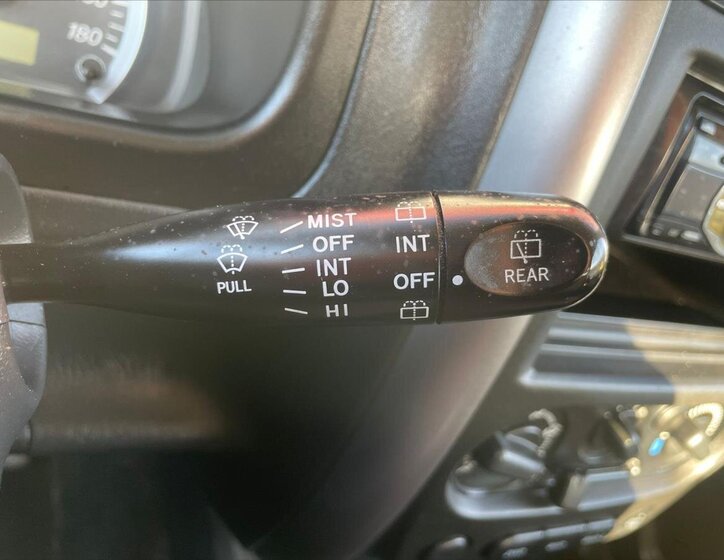 180
MIST
OFF
INT
LO
HI
PULL
INT
OFF
REAR